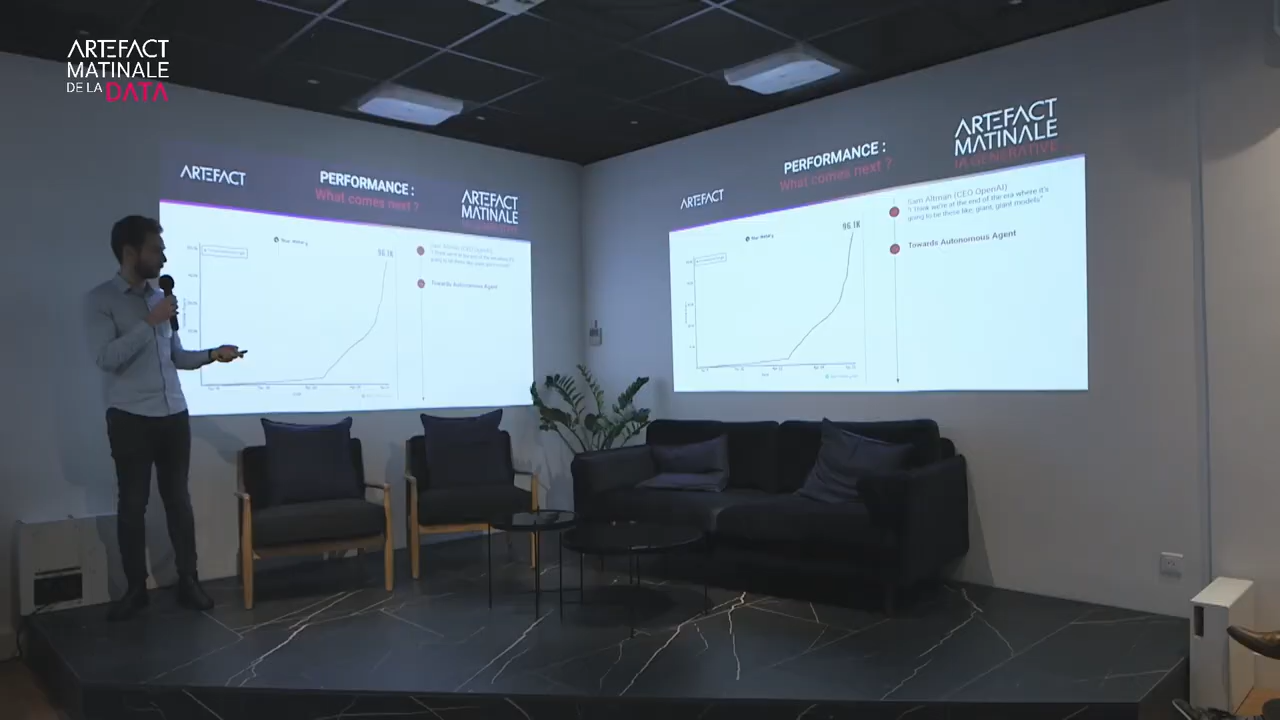 ARTEFACT
MATINALE
DE LA DATA
ARTEFACT
PERFORMANCE :
What comes next ?
ARTEFACT
MATINALE
96.1K
Towards Autonomous Agent
ARTEFACT
PERFORMANCE :
What comes next ?
ARTEFACT
MATINALE
IA GENERATIVE
96.1K
Sam Altman (CEO OpenAI)
"I Think we're at the end of the era where it's
going to be these like, giant, giant models"
Towards Autonomous Agent